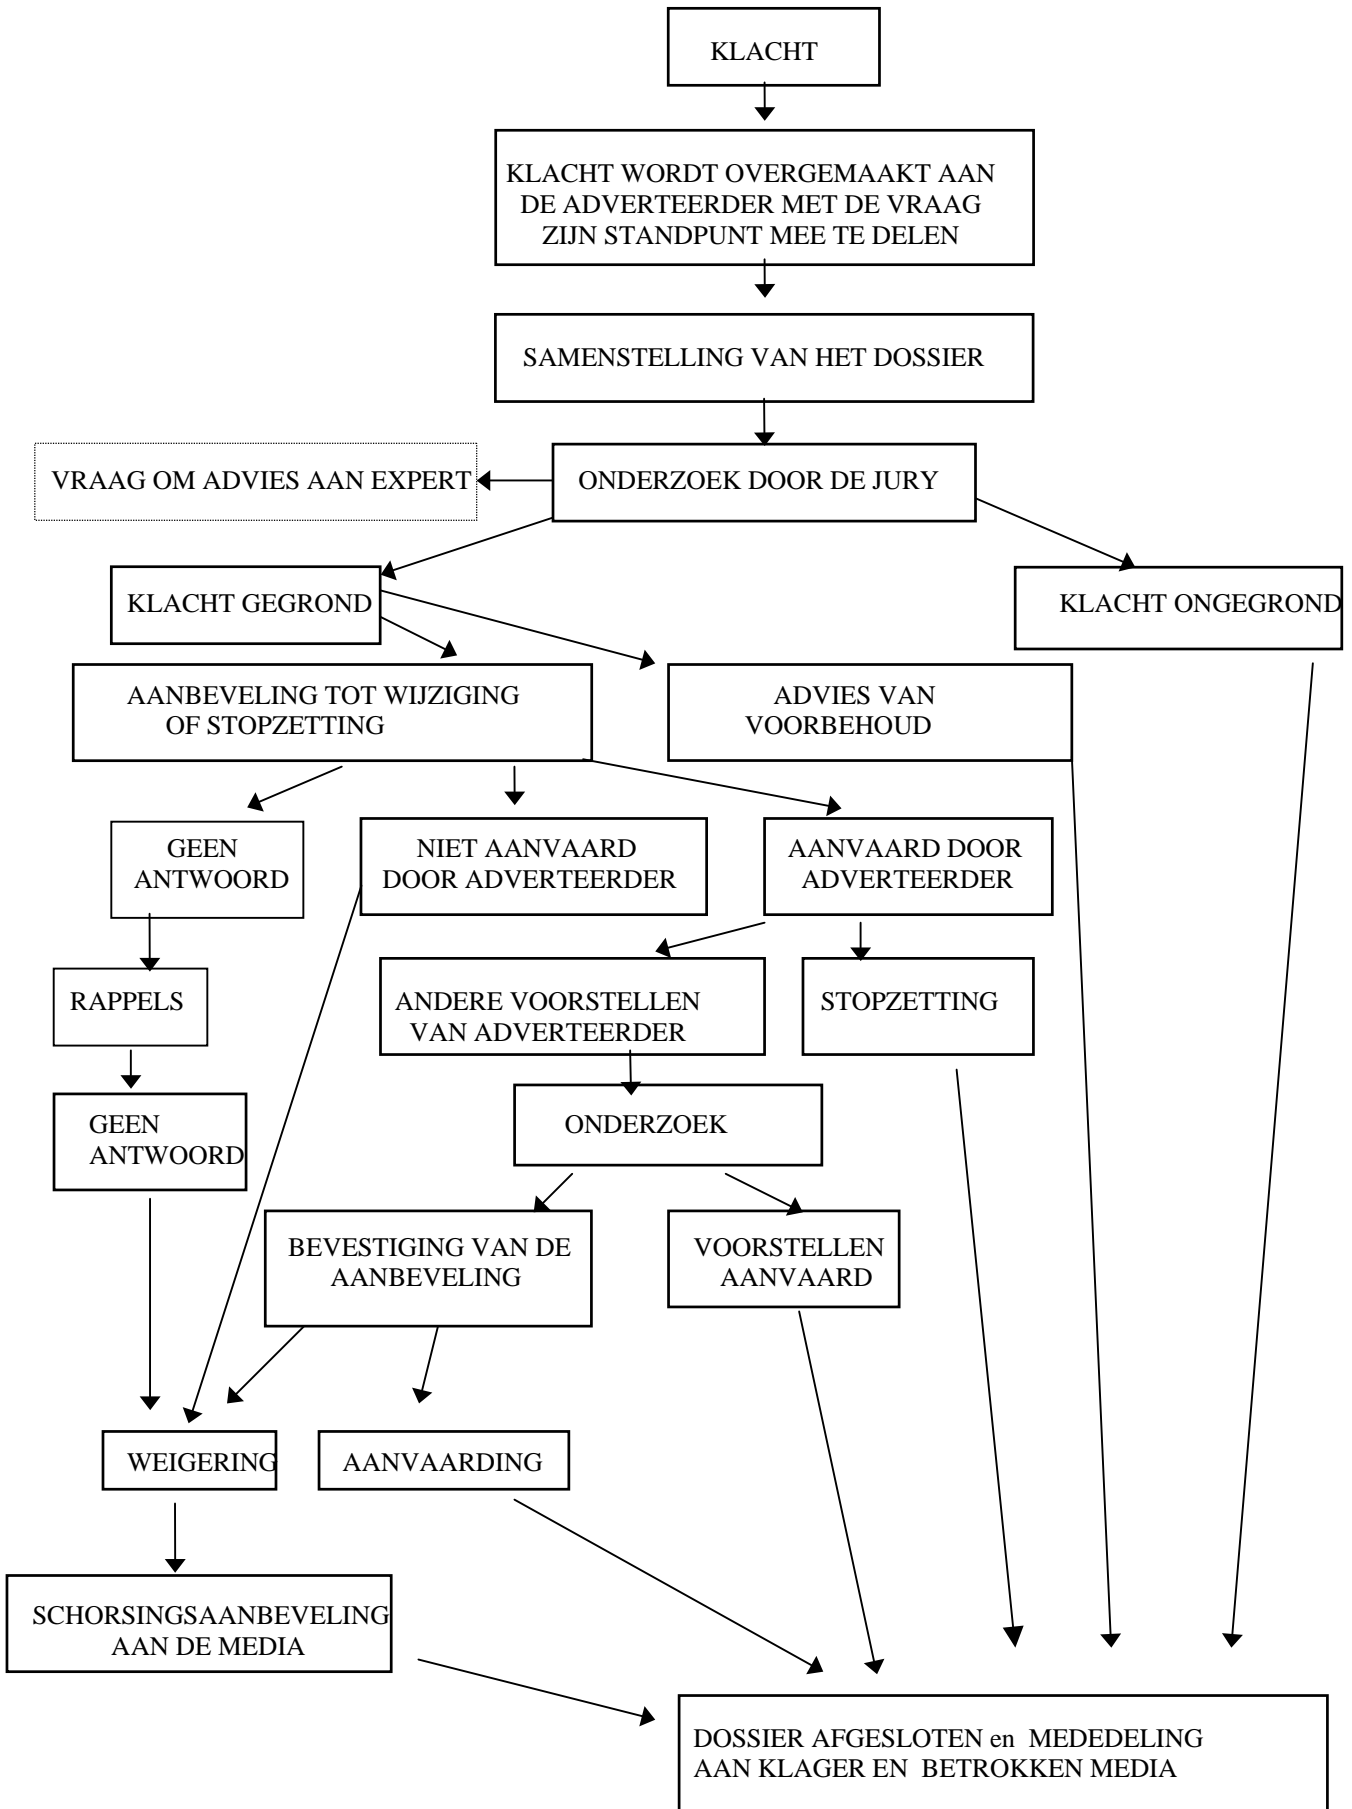 KLACHT
KLACHT WORDT OVERGEMAAKT AAN
DE ADVERTEERDER MET DE VRAAG
ZIJN STANDPUNT MEE TE DELEN
SAMENSTELLING VAN HET DOSSIER
VRAAG OM ADVIES AAN EXPERT
ONDERZOEK DOOR DE JURY
KLACHT GEGROND
KLACHT ONGEGROND
AANBEVELING TOT WIJZIGING
OF STOPZETTING
ADVIES VAN
VOORBEHOUD
GEEN
ANTWOORD
NIET AANVAARD
DOOR ADVERTEERDER
AANVAARD DOOR
ADVERTEERDER
RAPPELS
ANDERE VOORSTELLEN
VAN ADVERTEERDER
STOPZETTING
GEEN
ANTWOORD
ONDERZOEK
BEVESTIGING VAN DE
AANBEVELING
VOORSTELLEN
AANVAARD
WEIGERING
AANVAARDING
SCHORSINGSAANBEVELING
AAN DE MEDIA
DOSSIER AFGESLOTEN en  MEDEDELING
AAN KLAGER EN  BETROKKEN MEDIA